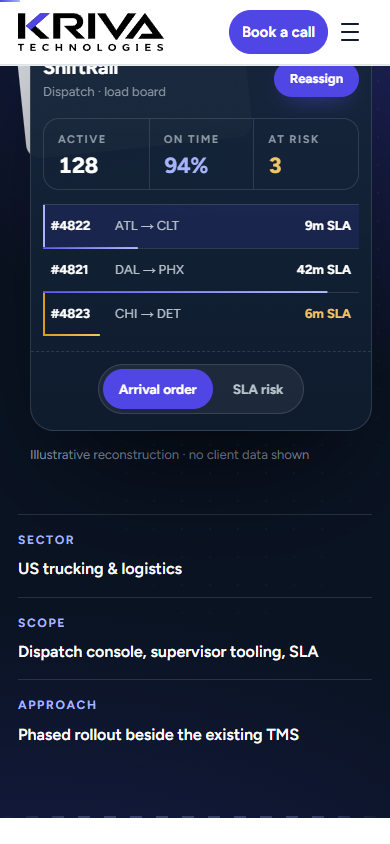 KRIVA
TECHNOLOGIES
Book a call
ShiftRail
Dispatch · load board
Reassign
ACTIVE
128
ON TIME
94%
AT RISK
3
#4822 ATL → CLT 9m SLA
#4821 DAL → PHX 42m SLA
#4823 CHI → DET 6m SLA
Arrival order
SLA risk
Illustrative reconstruction · no client data shown
SECTOR
US trucking & logistics
SCOPE
Dispatch console, supervisor tooling, SLA
APPROACH
Phased rollout beside the existing TMS